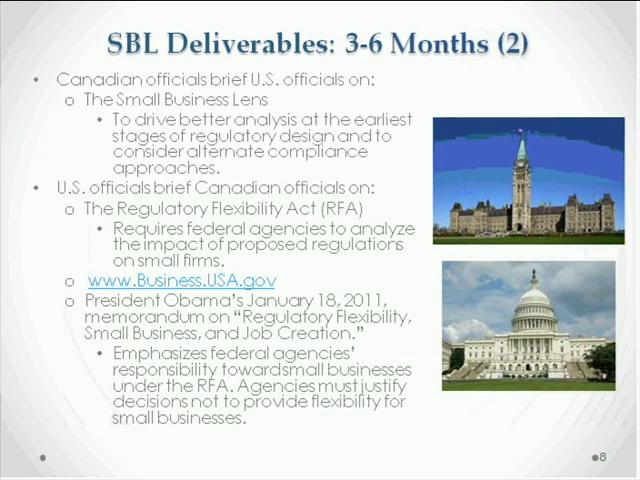 SBL Deliverables: 3-6 Months (2)
• Canadian officials brief U.S. officials on:
o The Small Business Lens
• To drive better analysis at the earliest
stages of regulatory design and to
consider alternate compliance
approaches.
• U.S. officials brief Canadian officials on:
o The Regulatory Flexibility Act (RFA)
• Requires federal agencies to analyze
the impact of proposed regulations
on small firms.
o www.Business.USA.gov
o President Obama's January 18, 2011,
memorandum on “Regulatory Flexibility,
Small Business, and Job Creation.”
• Emphasizes federal agencies’
responsibility toward small businesses
under the RFA. Agencies must justify
decisions not to provide flexibility for
small businesses.
8